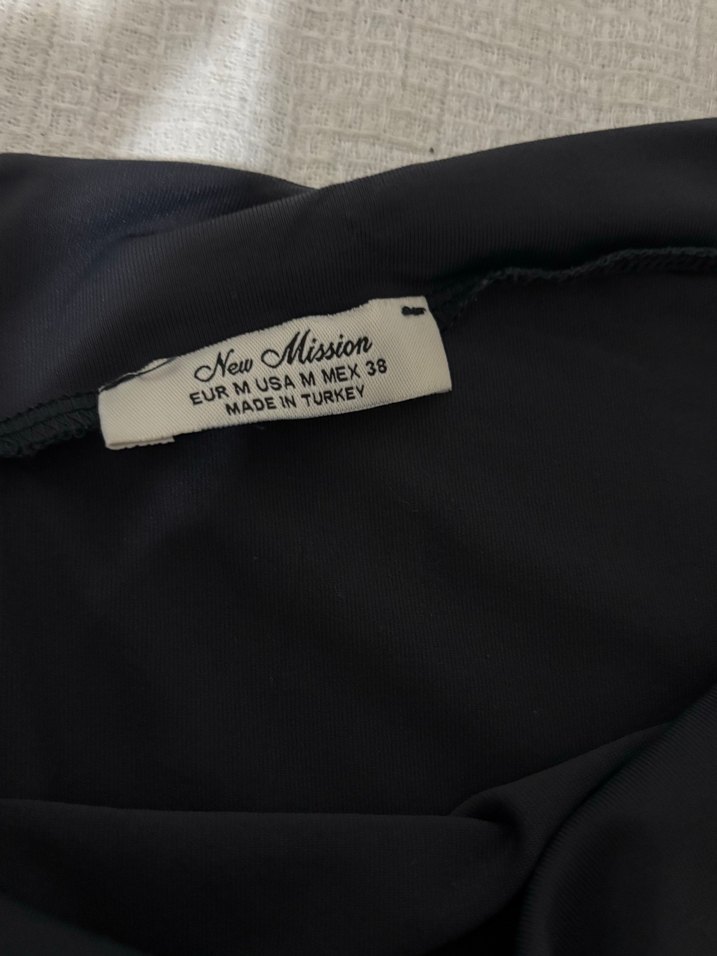 New Mission
EUR M USA M MEX 38
MADE IN TURKEY